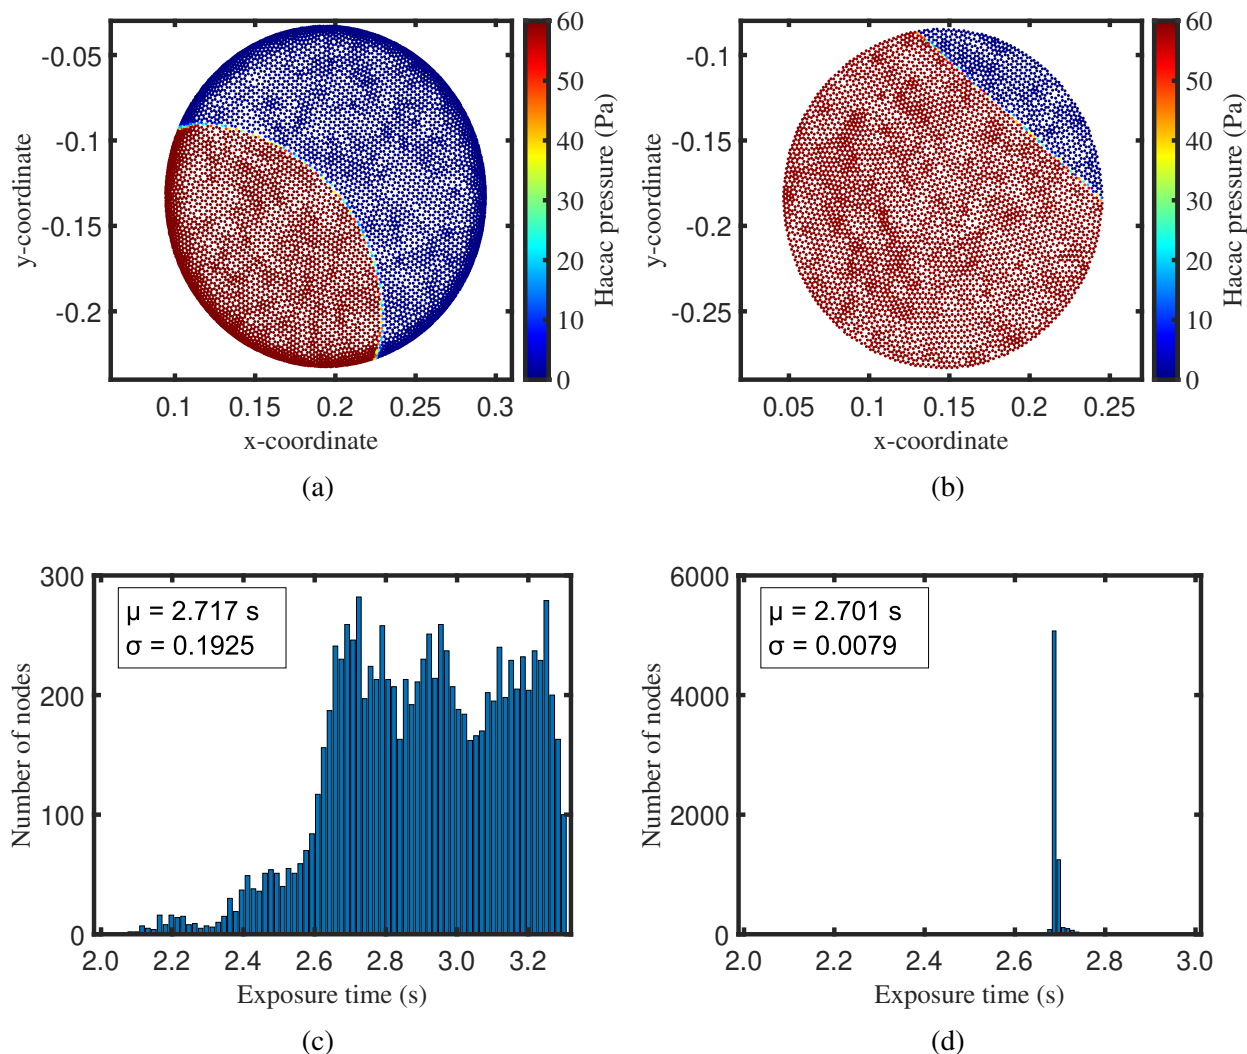 -0.05
-0.1
-0.15
-0.2
y-coordinate
0.1
0.15
0.2
0.25
0.3
x-coordinate
60
50
40
30
20
10
0
Hacac pressure (Pa)
(a)
-0.1
-0.15
-0.2
-0.25
y-coordinate
0.05
0.1
0.15
0.2
0.25
x-coordinate
60
50
40
30
20
10
0
Hacac pressure (Pa)
(b)
300
200
100
0
Number of nodes
μ = 2.717 s
σ = 0.1925
2.0
2.2
2.4
2.6
2.8
3.0
3.2
Exposure time (s)
(c)
6000
4000
2000
0
Number of nodes
μ = 2.701 s
σ = 0.0079
2.0
2.2
2.4
2.6
2.8
3.0
Exposure time (s)
(d)